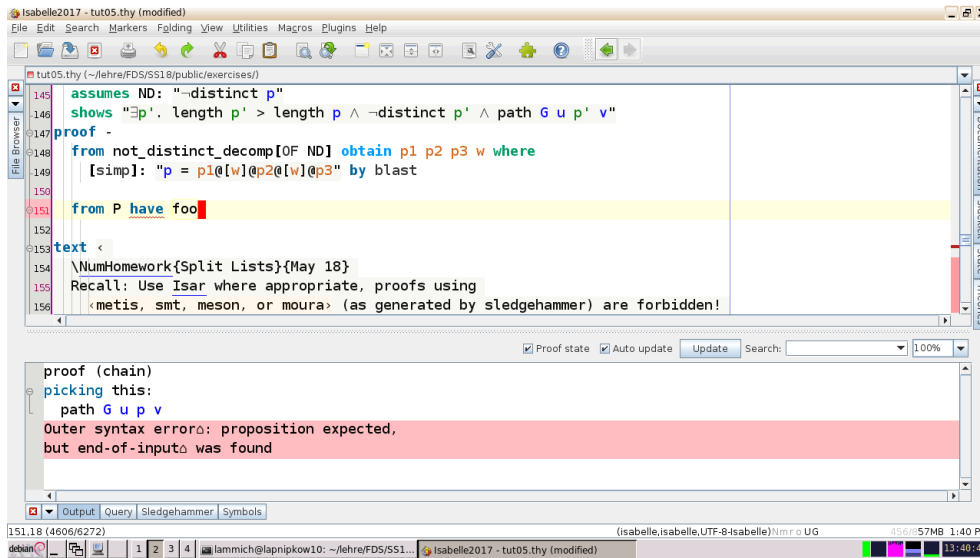 Isabelle2017 - tut05.thy (modified)
File Edit Search Markers Folding View Utilities Macros Plugins Help
tut05.thy (~/lehre/FDS/SS18/public/exercises/)
File Browser
145 assumes ND: "¬distinct p"
146 shows "∃p'. length p' > length p ∧ ¬distinct p' ∧ path G u p' v"
147 proof -
148 from not_distinct_decomp[OF ND] obtain p1 p2 p3 w where
149 [simp]: "p = p1@[w]@p2@[w]@p3" by blast
150
151 from P have foo
152
153 text ‹
154 \NumHomework{Split Lists}{May 18}
155 Recall: Use Isar where appropriate, proofs using
156 ‹metis, smt, meson, or moura› (as generated by sledgehammer) are forbidden!
Proof state Auto update Update Search: 100%
proof (chain)
picking this:
path G u p v
Outer syntax error⌂: proposition expected,
but end-of-input⌂ was found
Output Query Sledgehammer Symbols
151,18 (4606/6272) (isabelle,isabelle,UTF-8-Isabelle)Nm r o UG 57MB 1:40 P
debian 1 2 3 4 lammich@lapnipkow10: ~/lehre/FDS/SS1... Isabelle2017 - tut05.thy (modified) 13:40: